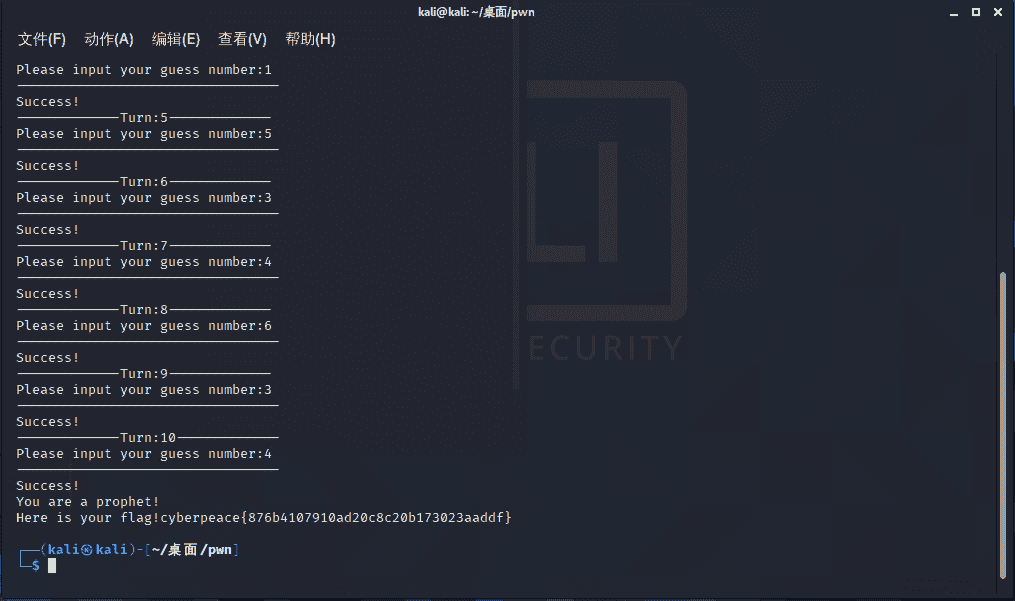 kali@kali: ~/桌面/pwn
文件(F) 动作(A) 编辑(E) 查看(V) 帮助(H)
Please input your guess number:1
---------------------------------
Success!
-------------Turn:5-------------
Please input your guess number:5
---------------------------------
Success!
-------------Turn:6-------------
Please input your guess number:3
---------------------------------
Success!
-------------Turn:7-------------
Please input your guess number:4
---------------------------------
Success!
-------------Turn:8-------------
Please input your guess number:6
---------------------------------
Success!
-------------Turn:9-------------
Please input your guess number:3
---------------------------------
Success!
-------------Turn:10-------------
Please input your guess number:4
---------------------------------
Success!
You are a prophet!
Here is your flag!cyberpeace{876b4107910ad20c8c20b173023aaddf}
┌──(kali㉿kali)-[~/桌面/pwn]
└─$
ECURITY